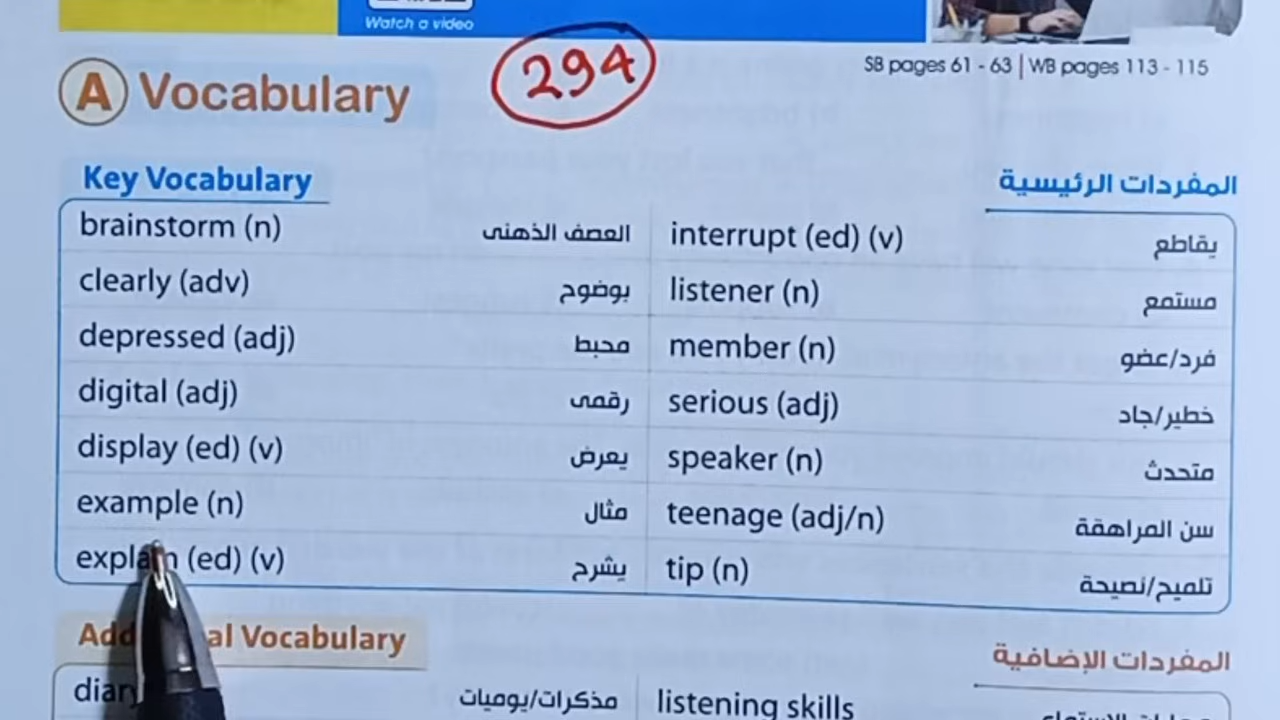 Watch a video
294
SB pages 61 - 63 | WB pages 113 - 115
A Vocabulary
Key Vocabulary المفردات الرئيسية
brainstorm (n) العصف الذهنى interrupt (ed) (v) يقاطع
clearly (adv) بوضوح listener (n) مستمع
depressed (adj) محبط member (n) فرد/عضو
digital (adj) رقمى serious (adj) خطير/جاد
display (ed) (v) يعرض speaker (n) متحدث
example (n) مثال teenage (adj/n) سن المراهقة
explain (ed) (v) يشرح tip (n) تلميح/نصيحة
Vocabulary المفردات الإضافية
مذكرات/يوميات listening skills